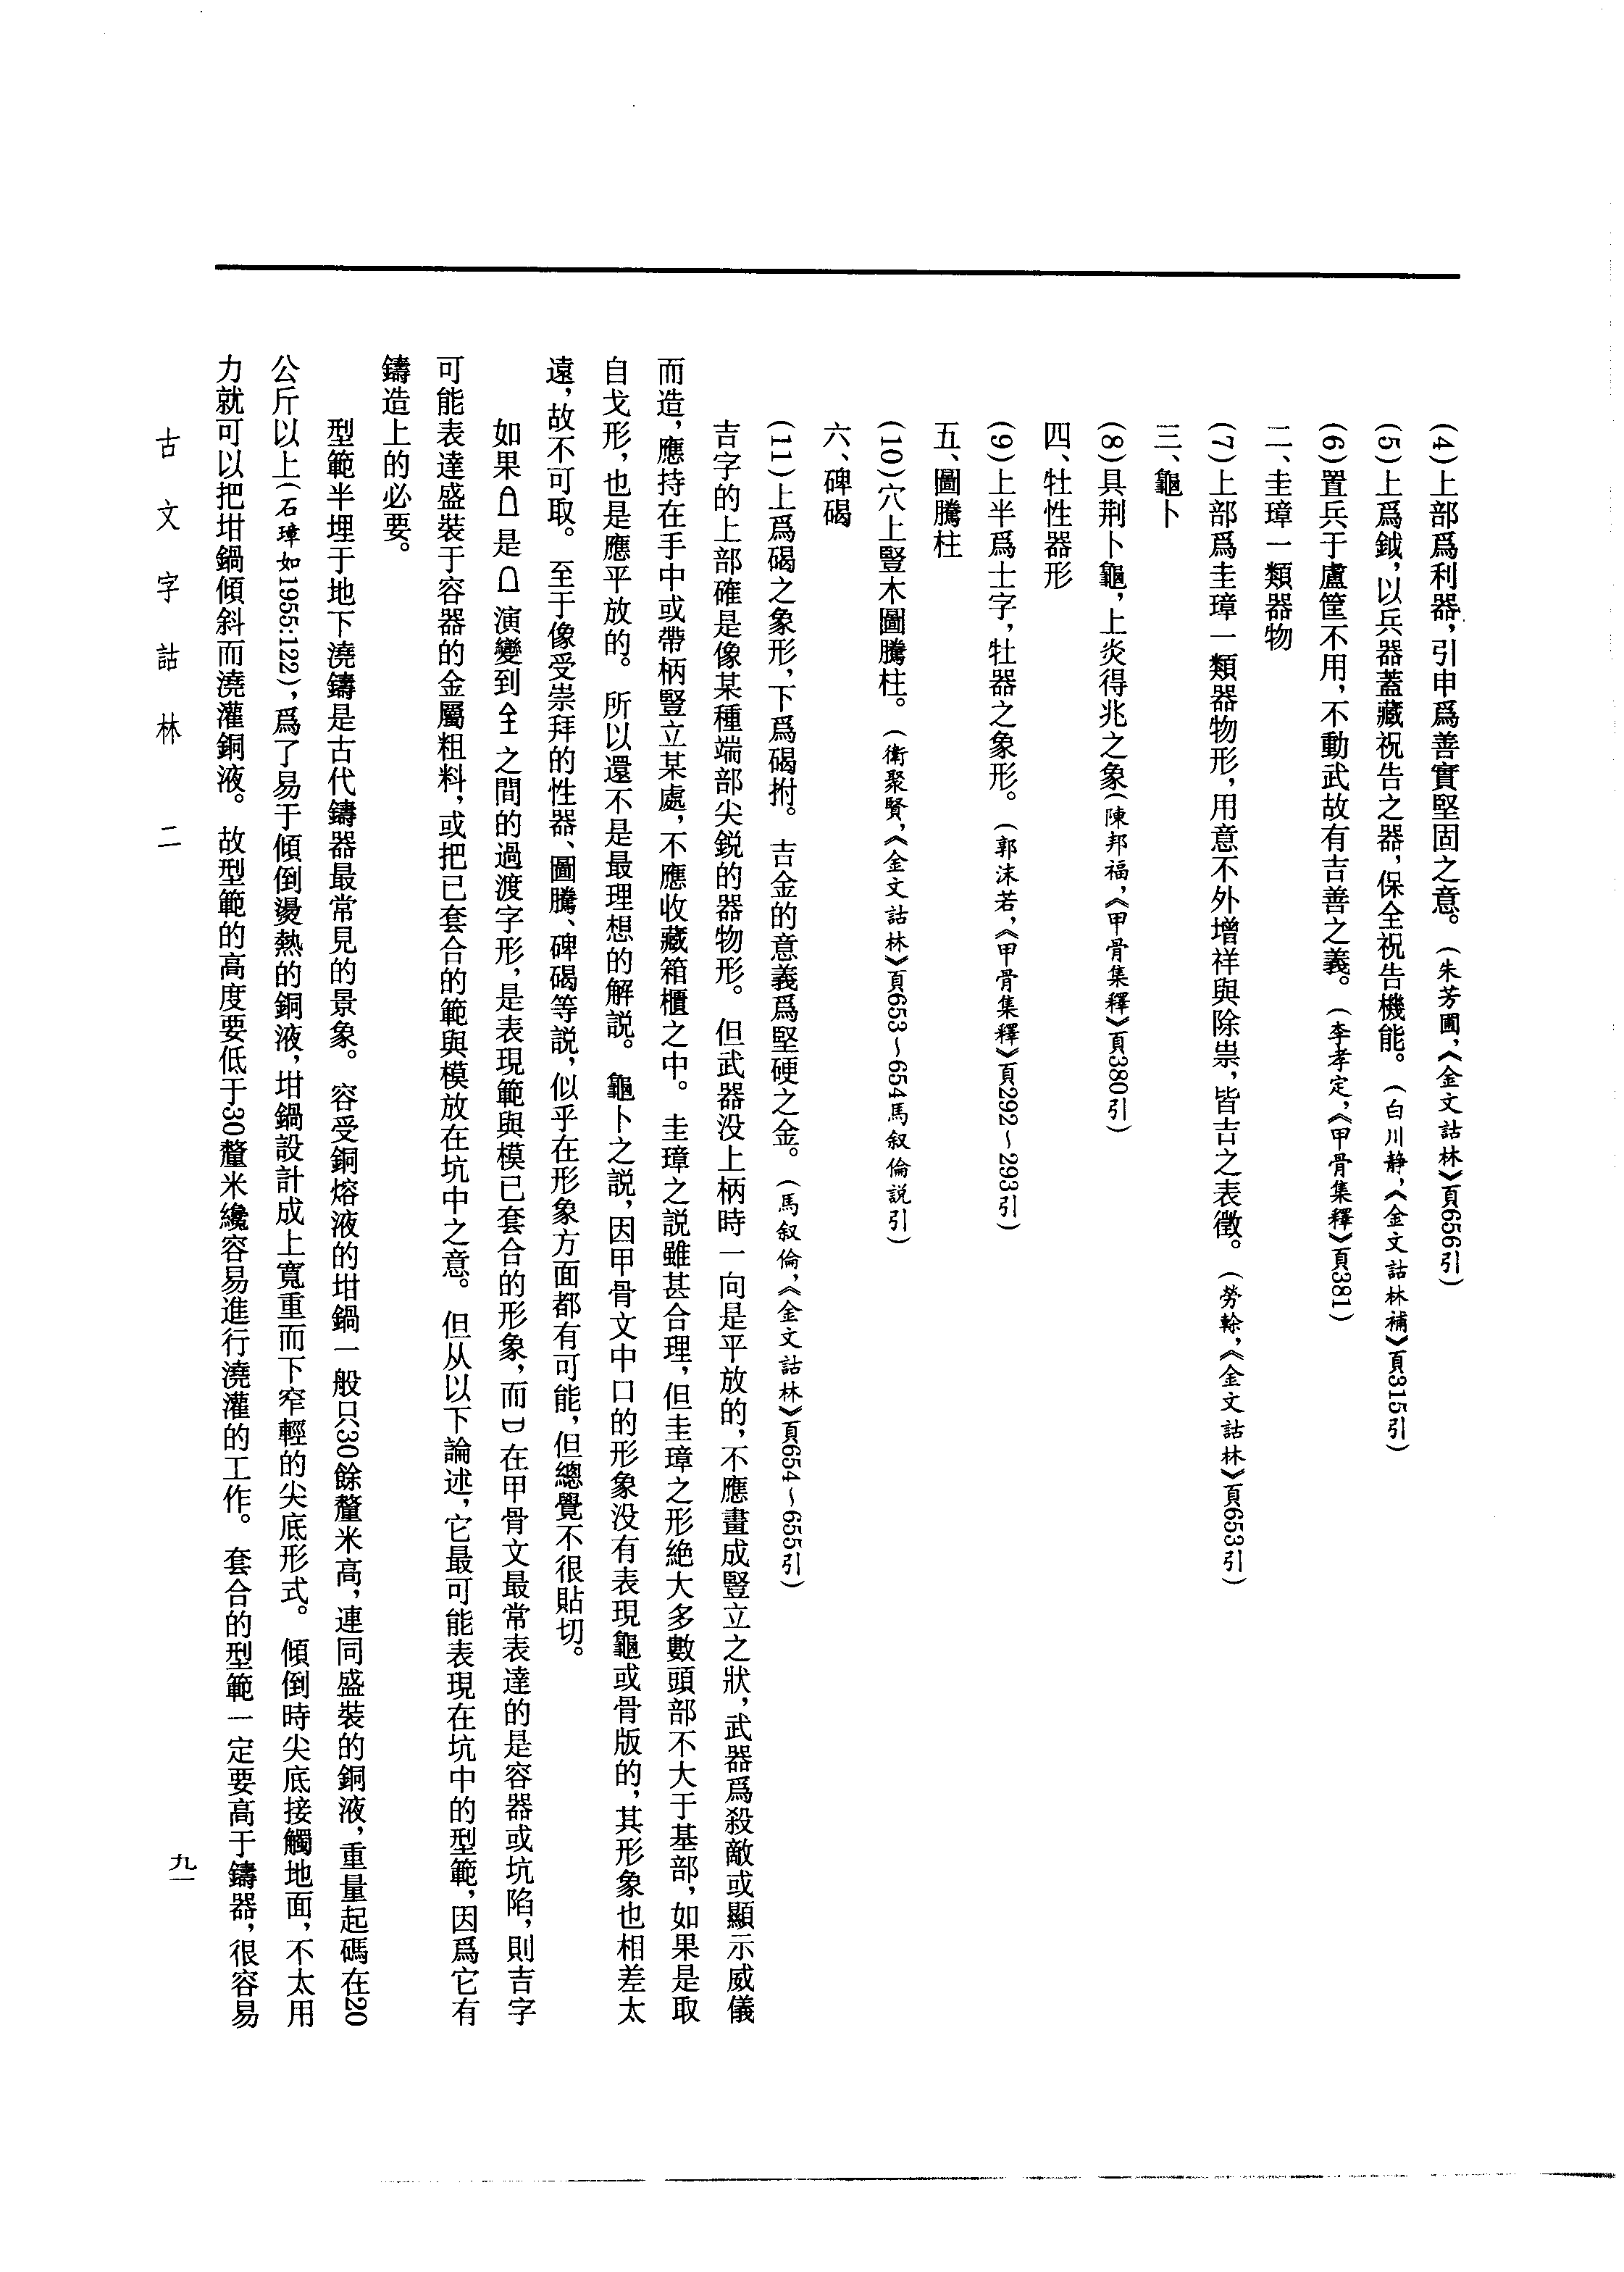 (4)上部爲利器，引申爲善實堅固之意。(朱芳圃，《金文詁林》頁656引)
(5)上爲鉞，以兵器蓋藏祝告之器，保全祝告機能。(白川静，《金文詁林補》頁315引)
(6)置兵于盧筐不用，不動武故有吉善之義。(李孝定，《甲骨集釋》頁381)
二、圭璋一類器物
(7)上部爲圭璋一類器物形，用意不外增祥與除祟，皆吉之表徵。(勞榦，《金文詁林》頁653引)
三、龜卜
(8)具荆卜龜，上炎得兆之象(陳邦福，《甲骨集釋》頁380引)
四、牡性器形
(9)上半爲士字，牡器之象形。(郭沫若，《甲骨集釋》頁292～293引)
五、圖騰柱
(10)穴上豎木圖騰柱。(衛聚賢，《金文詁林》頁653～654馬叙倫説引)
六、碑碣
(11)上爲碣之象形，下爲碣拊。吉金的意義爲堅硬之金。(馬叙倫，《金文詁林》頁654～655引)
吉字的上部確是像某種端部尖鋭的器物形。但武器没上柄時一向是平放的，不應畫成豎立之狀，武器爲殺敵或顯示威儀
而造，應持在手中或帶柄豎立某處，不應收藏箱櫃之中。圭璋之説雖甚合理，但圭璋之形絶大多數頭部不大于基部，如果是取
自戈形，也是應平放的。所以還不是最理想的解説。龜卜之説，因甲骨文中口的形象没有表現龜或骨版的，其形象也相差太
遠，故不可取。至于像受崇拜的性器、圖騰、碑碣等説，似乎在形象方面都有可能，但總覺不很貼切。
如果是演變到之間的過渡字形，是表現範與模已套合的形象，而在甲骨文最常表達的是容器或坑陷，則吉字
可能表達盛裝于容器的金屬粗料，或把已套合的範與模放在坑中之意。但从以下論述，它最可能表現在坑中的型範，因爲它有
鑄造上的必要。
型範半埋于地下澆鑄是古代鑄器最常見的景象。容受銅熔液的坩鍋一般只30餘釐米高，連同盛裝的銅液，重量起碼在20
公斤以上(石璋如1955:122)，爲了易于傾倒燙熱的銅液，坩鍋設計成上寬重而下窄輕的尖底形式。傾倒時尖底接觸地面，不太用
力就可以把坩鍋傾斜而澆灌銅液。故型範的高度要低于30釐米纔容易進行澆灌的工作。套合的型範一定要高于鑄器，很容易
古文字詁林 二
九一